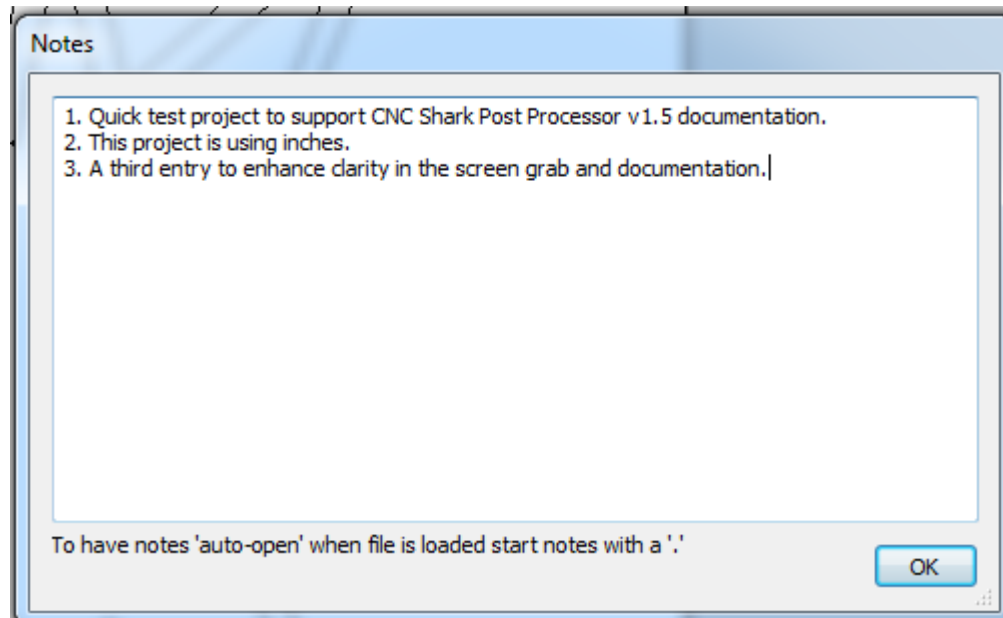 Notes
1. Quick test project to support CNC Shark Post Processor v1.5 documentation.
2. This project is using inches.
3. A third entry to enhance clarity in the screen grab and documentation.
To have notes 'auto-open' when file is loaded start notes with a '.'
OK